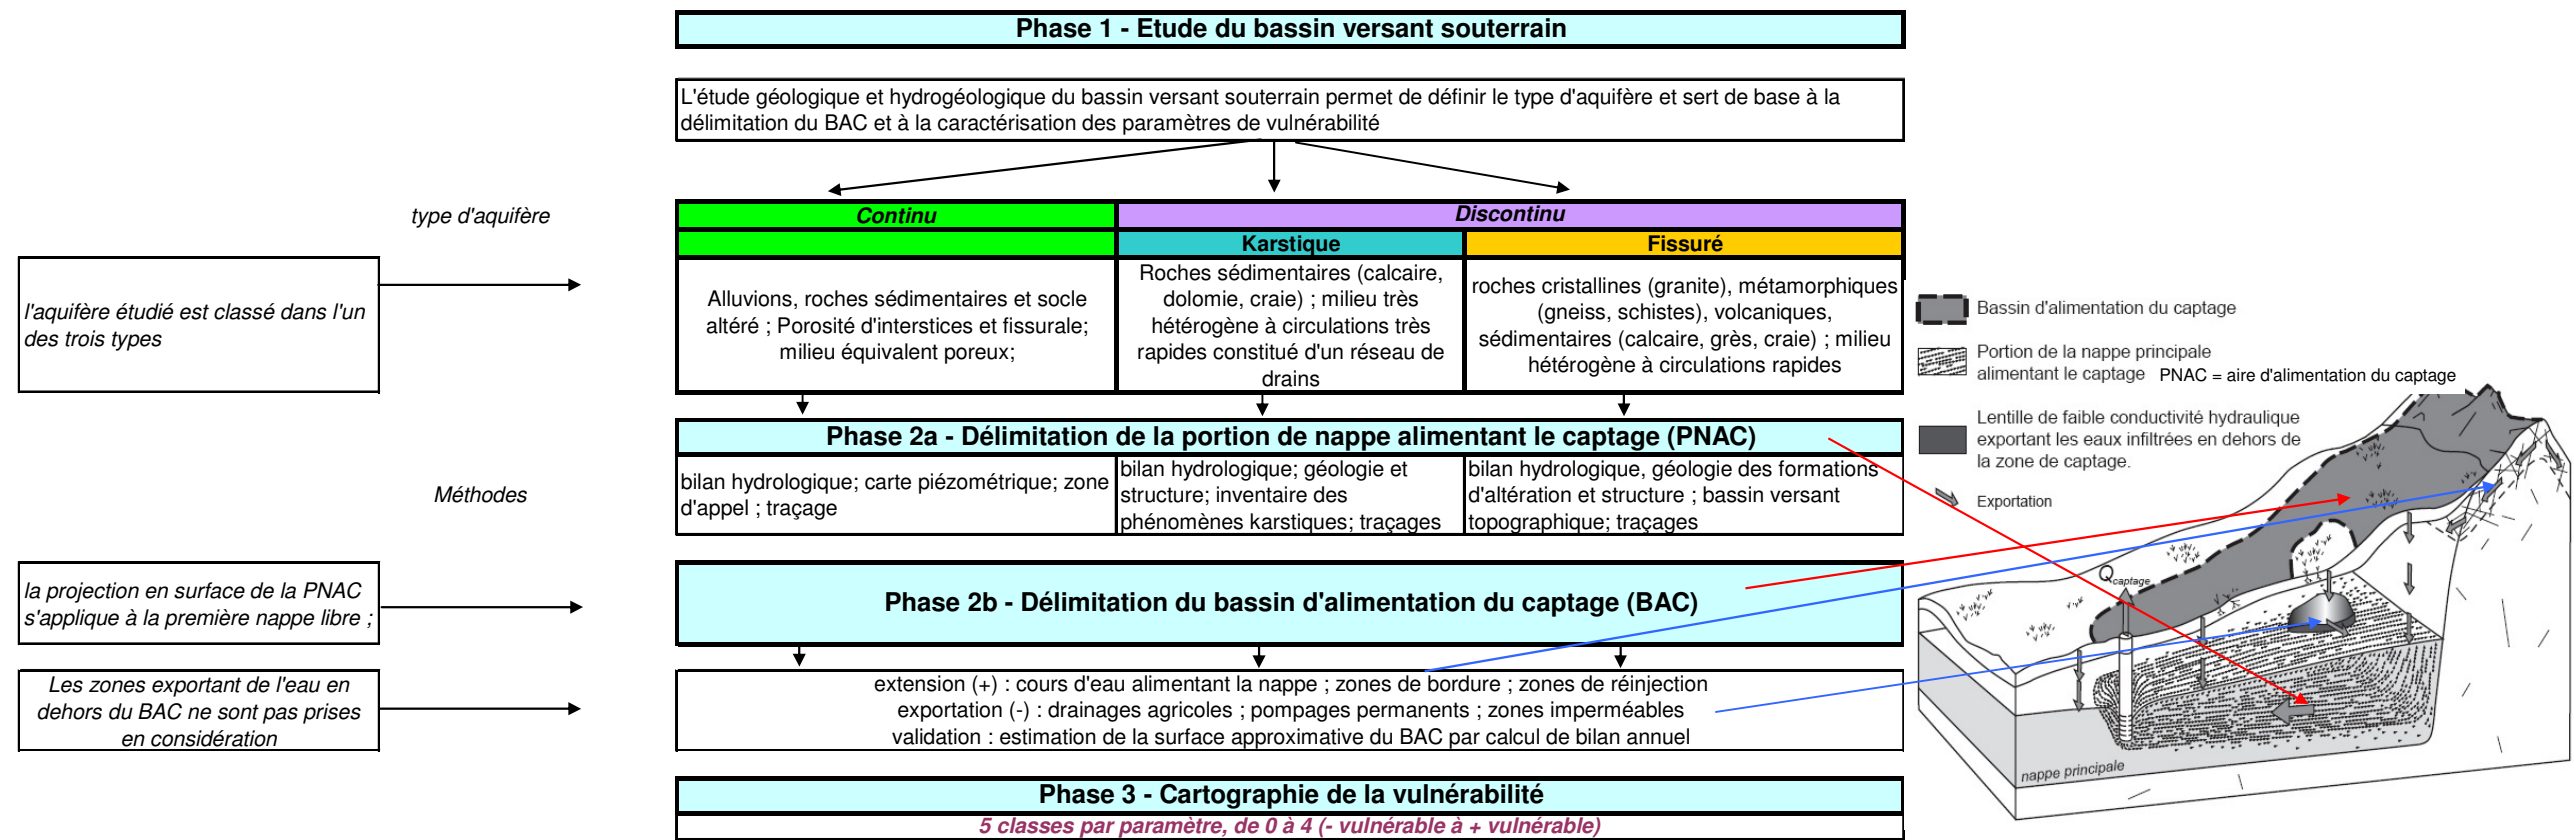 Phase 1 - Etude du bassin versant souterrain
L'étude géologique et hydrogéologique du bassin versant souterrain permet de définir le type d'aquifère et sert de base à la
délimitation du BAC et à la caractérisation des paramètres de vulnérabilité
type d'aquifère
Continu
Discontinu
Karstique
Fissuré
l'aquifère étudié est classé dans l'un
des trois types
Alluvions, roches sédimentaires et socle
altéré ; Porosité d'interstices et fissurale;
milieu équivalent poreux;
Roches sédimentaires (calcaire,
dolomie, craie) ; milieu très
hétérogène à circulations très
rapides constitué d'un réseau de
drains
roches cristallines (granite), métamorphiques
(gneiss, schistes), volcaniques,
sédimentaires (calcaire, grès, craie) ; milieu
hétérogène à circulations rapides
Phase 2a - Délimitation de la portion de nappe alimentant le captage (PNAC)
Méthodes
bilan hydrologique; carte piézométrique; zone
d'appel ; traçage
bilan hydrologique; géologie et
structure; inventaire des
phénomènes karstiques; traçages
bilan hydrologique, géologie des formations
d'altération et structure ; bassin versant
topographique; traçages
la projection en surface de la PNAC
s'applique à la première nappe libre ;
Phase 2b - Délimitation du bassin d'alimentation du captage (BAC)
Les zones exportant de l'eau en
dehors du BAC ne sont pas prises
en considération
extension (+) : cours d'eau alimentant la nappe ; zones de bordure ; zones de réinjection
exportation (-) : drainages agricoles ; pompages permanents ; zones imperméables
validation : estimation de la surface approximative du BAC par calcul de bilan annuel
Phase 3 - Cartographie de la vulnérabilité
5 classes par paramètre, de 0 à 4 (- vulnérable à + vulnérable)
Bassin d'alimentation du captage
Portion de la nappe principale
alimentant le captage PNAC = aire d'alimentation du captage
Lentille de faible conductivité hydraulique
exportant les eaux infiltrées en dehors de
la zone de captage.
Exportation
Qcaptage
nappe principale